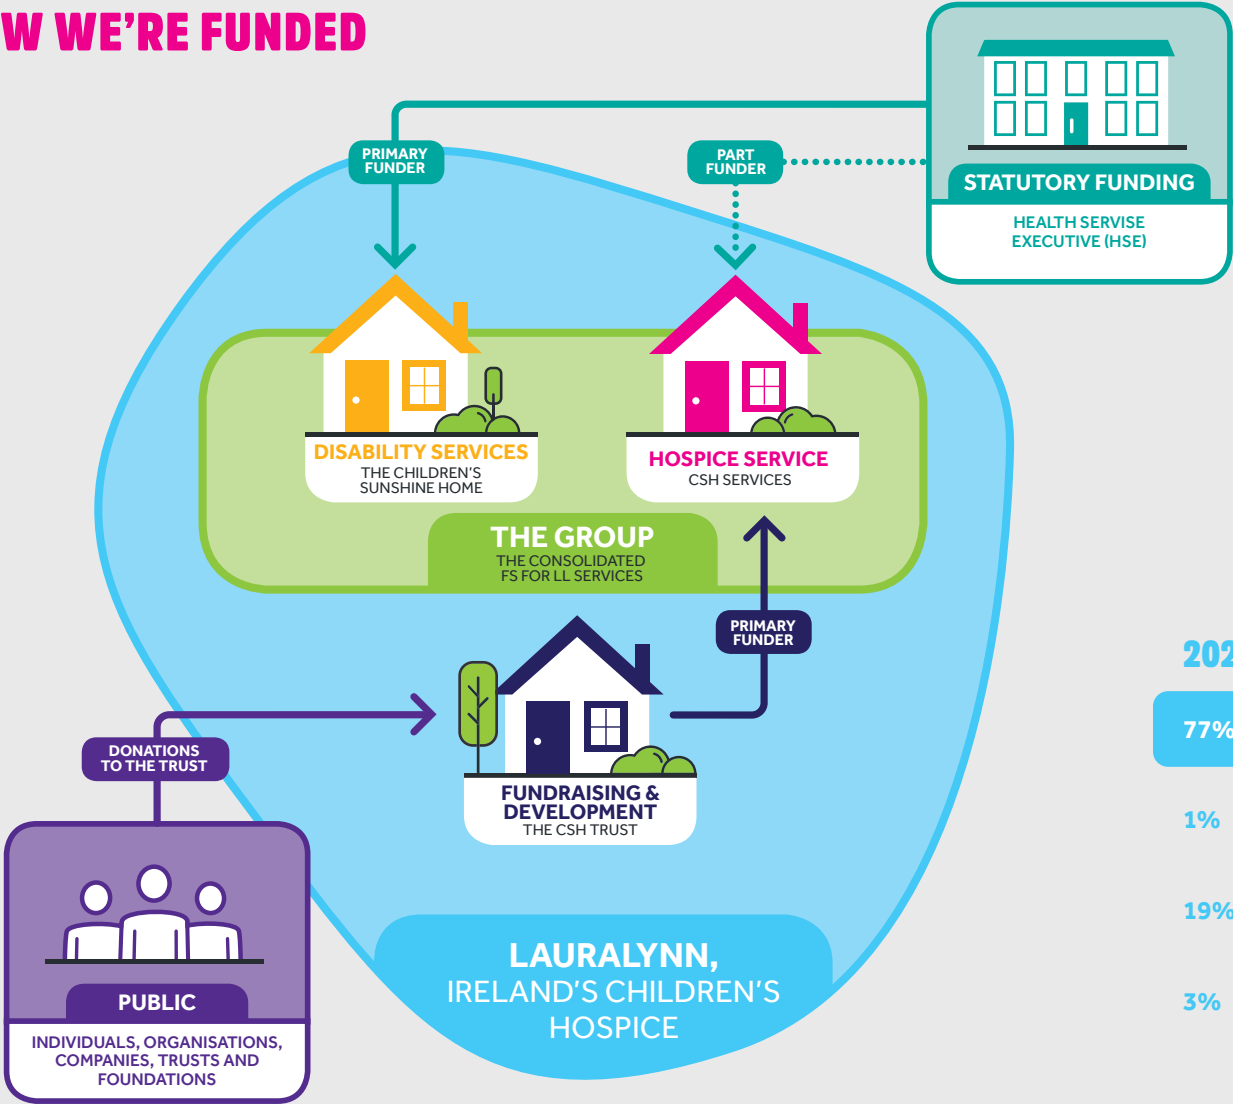 W WE'RE FUNDED
PRIMARY
FUNDER
PART
FUNDER
STATUTORY FUNDING
HEALTH SERVISE
EXECUTIVE (HSE)
DISABILITY SERVICES
THE CHILDREN'S
SUNSHINE HOME
HOSPICE SERVICE
CSH SERVICES
THE GROUP
THE CONSOLIDATED
FS FOR LL SERVICES
PRIMARY
FUNDER
DONATIONS
TO THE TRUST
FUNDRAISING &
DEVELOPMENT
THE CSH TRUST
PUBLIC
INDIVIDUALS, ORGANISATIONS,
COMPANIES, TRUSTS AND
FOUNDATIONS
LAURALYNN,
IRELAND'S CHILDREN'S
HOSPICE
202
77%
1%
19%
3%